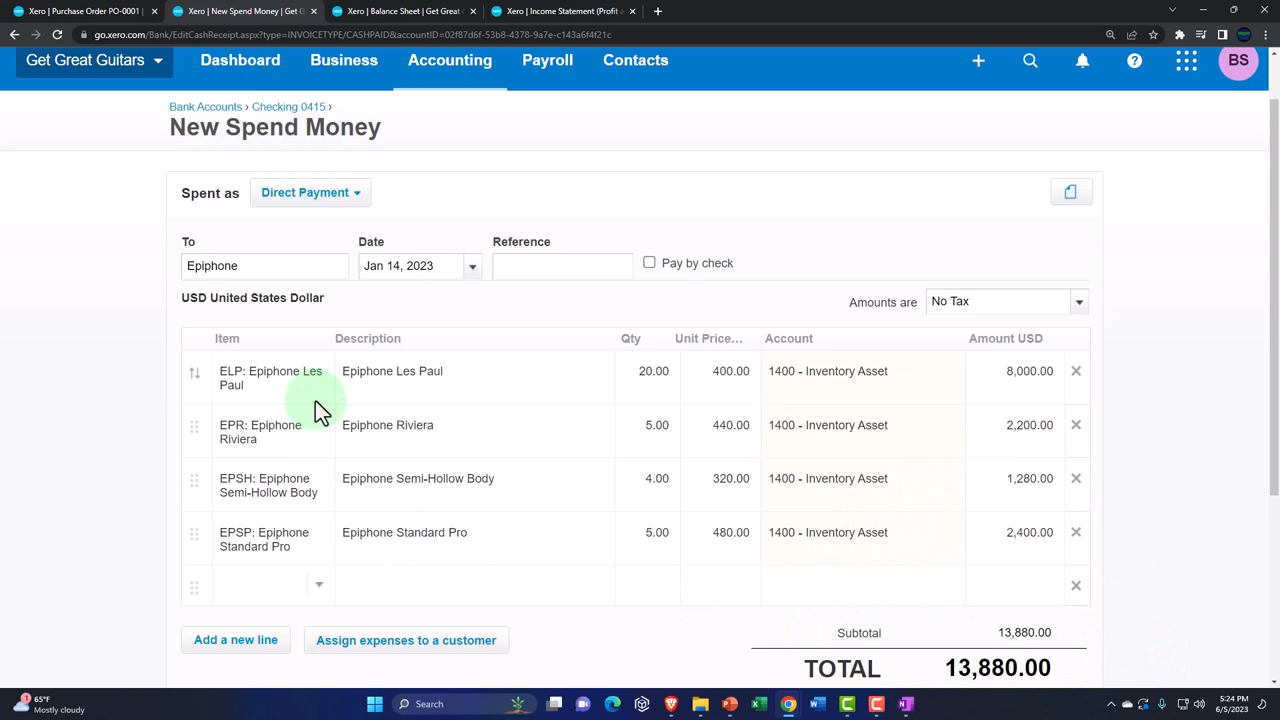 Xero | Purchase Order PO-0001 | Xero | New Spend Money | Get G Xero | Balance Sheet | Get Great Xero | Income Statement (Profit a
go.xero.com/Bank/EditCashReceipt.aspx?type=INVOICETYPE/CASHPAID&accountID=02f87d6f-53b8-4378-9a7e-c143a6f4f21c
Get Great Guitars Dashboard Business Accounting Payroll Contacts BS
Bank Accounts › Checking 0415 ›
New Spend Money
Spent as Direct Payment
To Date Reference
Epiphone Jan 14, 2023 Pay by check
USD United States Dollar
Amounts are No Tax
Item Description Qty Unit Price… Account Amount USD
ELP: Epiphone Les Epiphone Les Paul 20.00 400.00 1400 - Inventory Asset 8,000.00
Paul
EPR: Epiphone Epiphone Riviera 5.00 440.00 1400 - Inventory Asset 2,200.00
Riviera
EPSH: Epiphone Epiphone Semi-Hollow Body 4.00 320.00 1400 - Inventory Asset 1,280.00
Semi-Hollow Body
EPSP: Epiphone Epiphone Standard Pro 5.00 480.00 1400 - Inventory Asset 2,400.00
Standard Pro
Add a new line Assign expenses to a customer
Subtotal 13,880.00
TOTAL 13,880.00
65°F
Mostly cloudy
Search
5:24 PM
6/5/2023